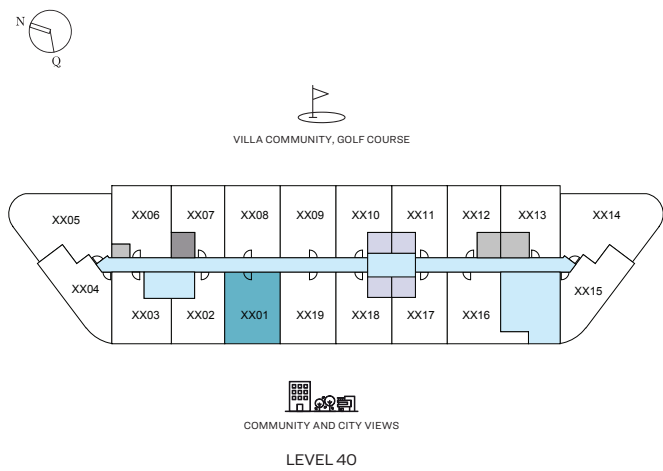 N
Q
VILLA COMMUNITY, GOLF COURSE
XX05 XX06 XX07 XX08 XX09 XX10 XX11 XX12 XX13 XX14
XX04 XX03 XX02 XX01 XX19 XX18 XX17 XX16 XX15
COMMUNITY AND CITY VIEWS
LEVEL 40